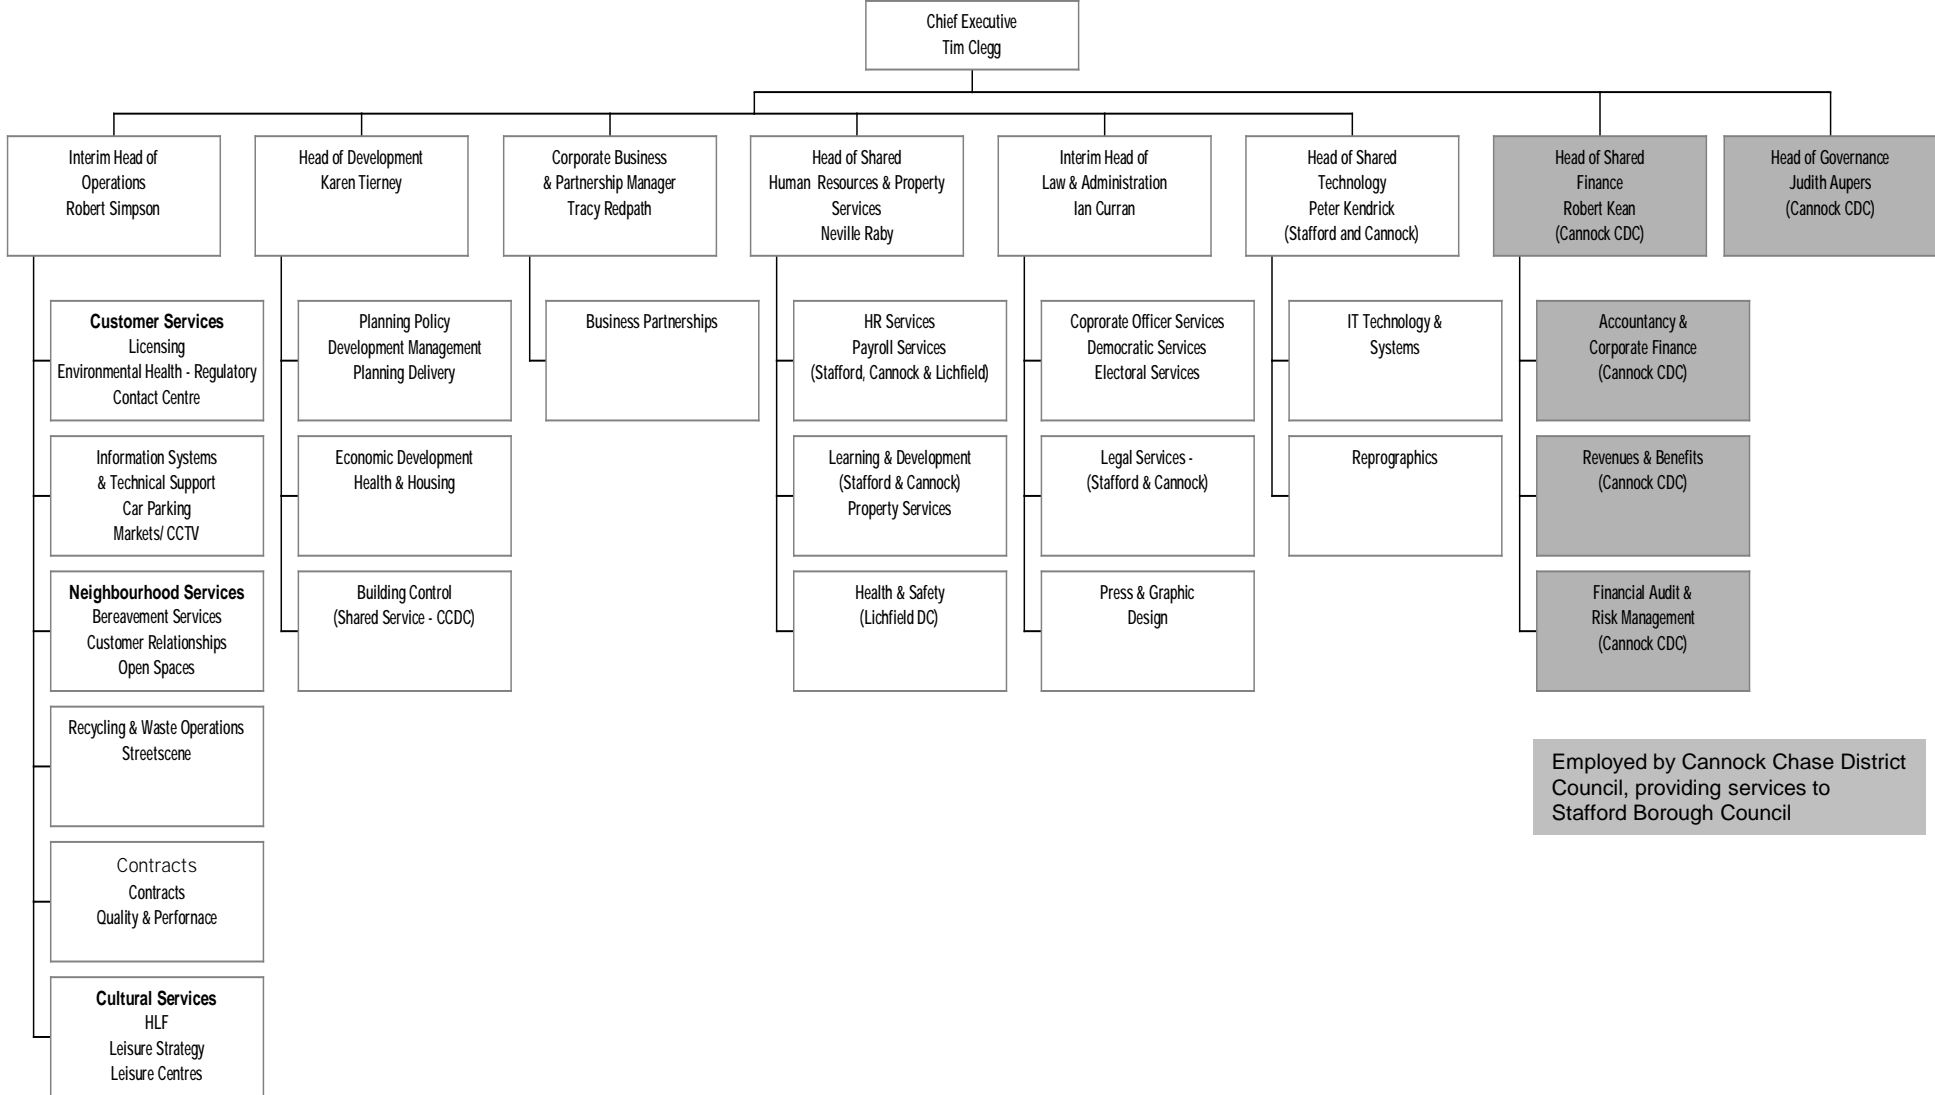 Chief Executive
Tim Clegg
Interim Head of
Operations
Robert Simpson
Head of Development
Karen Tierney
Corporate Business
& Partnership Manager
Tracy Redpath
Head of Shared
Human Resources & Property
Services
Neville Raby
Interim Head of
Law & Administration
Ian Curran
Head of Shared
Technology
Peter Kendrick
(Stafford and Cannock)
Head of Shared
Finance
Robert Kean
(Cannock CDC)
Head of Governance
Judith Aupers
(Cannock CDC)
Customer Services
Licensing
Environmental Health - Regulatory
Contact Centre
Information Systems
& Technical Support
Car Parking
Markets/ CCTV
Neighbourhood Services
Bereavement Services
Customer Relationships
Open Spaces
Recycling & Waste Operations
Streetscene
Contracts
Contracts
Quality & Perfornace
Cultural Services
HLF
Leisure Strategy
Leisure Centres
Planning Policy
Development Management
Planning Delivery
Economic Development
Health & Housing
Building Control
(Shared Service - CCDC)
Business Partnerships
HR Services
Payroll Services
(Stafford, Cannock & Lichfield)
Learning & Development
(Stafford & Cannock)
Property Services
Health & Safety
(Lichfield DC)
Coprorate Officer Services
Democratic Services
Electoral Services
Legal Services -
(Stafford & Cannock)
Press & Graphic
Design
IT Technology &
Systems
Reprographics
Accountancy &
Corporate Finance
(Cannock CDC)
Revenues & Benefits
(Cannock CDC)
Financial Audit &
Risk Management
(Cannock CDC)
Employed by Cannock Chase District
Council, providing services to
Stafford Borough Council